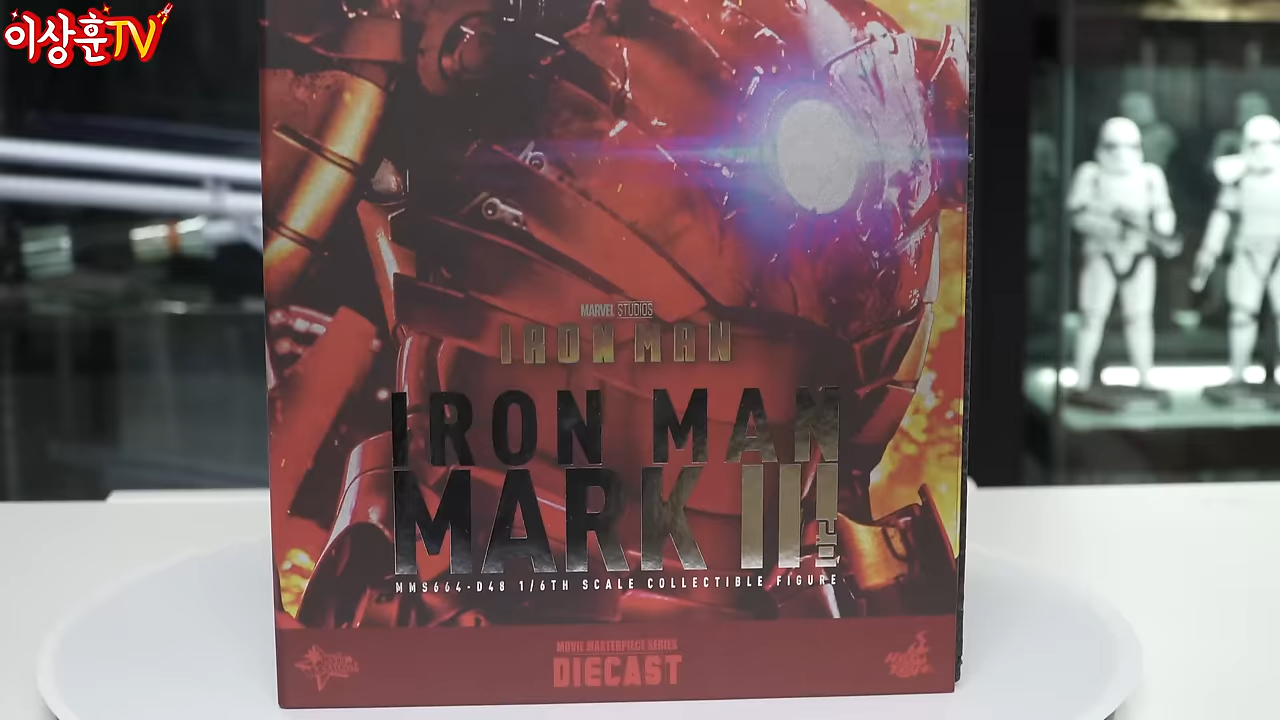 이상훈TV
MARVEL STUDIOS
IRON MAN
IRON MAN
MARK III
MMS664-D48 1/6TH SCALE COLLECTIBLE FIGURE
MOVIE MASTERPIECE SERIES
DIECAST